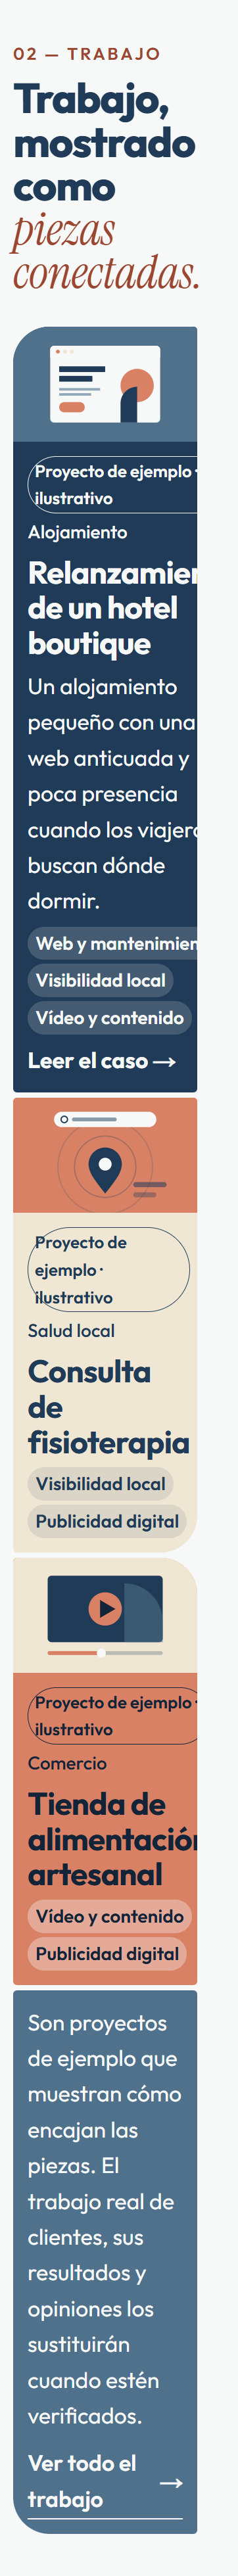 02 — TRABAJO
Trabajo,
mostrado
como
piezas
conectadas.
Proyecto de ejemplo ·
ilustrativo
Alojamiento
Relanzamien
de un hotel
boutique
Un alojamiento
pequeño con una
web anticuada y
poca presencia
cuando los viajero
buscan dónde
dormir.
Web y mantenimien
Visibilidad local
Vídeo y contenido
Leer el caso →
Proyecto de
ejemplo ·
ilustrativo
Salud local
Consulta
de
fisioterapia
Visibilidad local
Publicidad digital
Proyecto de ejemplo ·
ilustrativo
Comercio
Tienda de
alimentación
artesanal
Vídeo y contenido
Publicidad digital
Son proyectos
de ejemplo que
muestran cómo
encajan las
piezas. El
trabajo real de
clientes, sus
resultados y
opiniones los
sustituirán
cuando estén
verificados.
Ver todo el
trabajo →